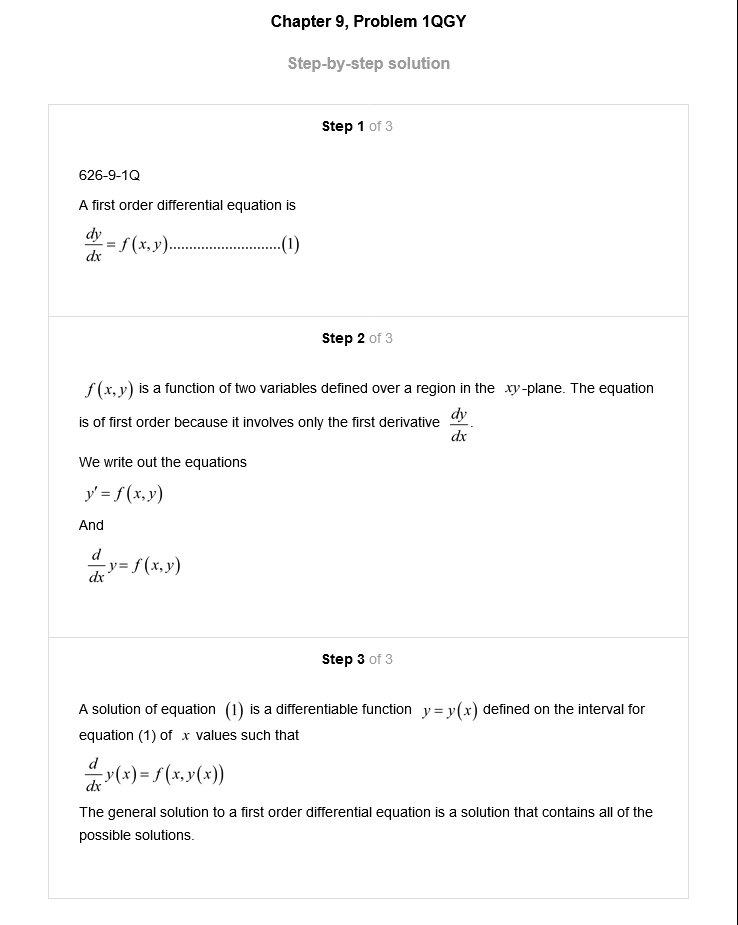 Chapter 9, Problem 1QGY
Step-by-step solution
Step 1 of 3
626-9-1Q
A first order differential equation is
dy/dx = f(x, y)............................(1)
Step 2 of 3
f(x, y) is a function of two variables defined over a region in the xy-plane. The equation
is of first order because it involves only the first derivative dy/dx.
We write out the equations
y' = f(x, y)
And
d/dx y = f(x, y)
Step 3 of 3
A solution of equation (1) is a differentiable function y = y(x) defined on the interval for
equation (1) of x values such that
d/dx y(x) = f(x, y(x))
The general solution to a first order differential equation is a solution that contains all of the
possible solutions.